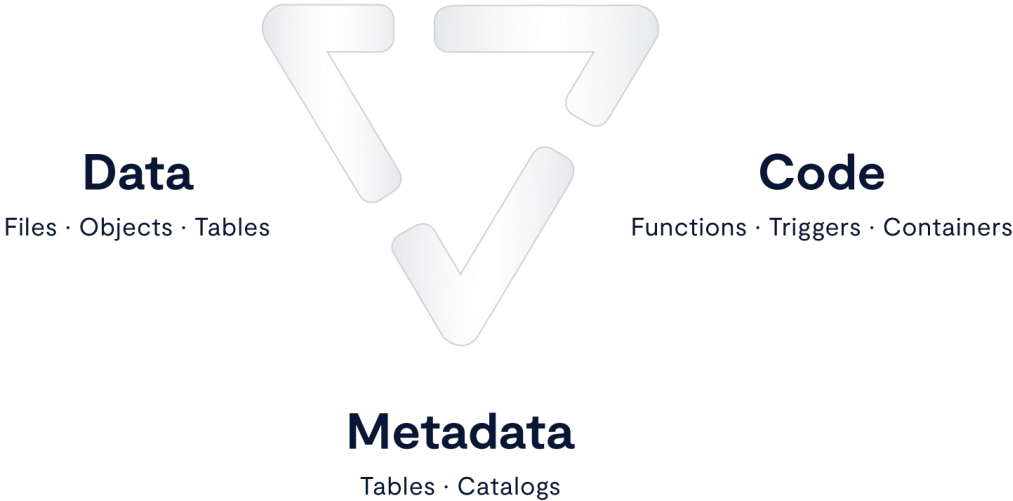 Data
Files · Objects · Tables
Code
Functions · Triggers · Containers
Metadata
Tables · Catalogs